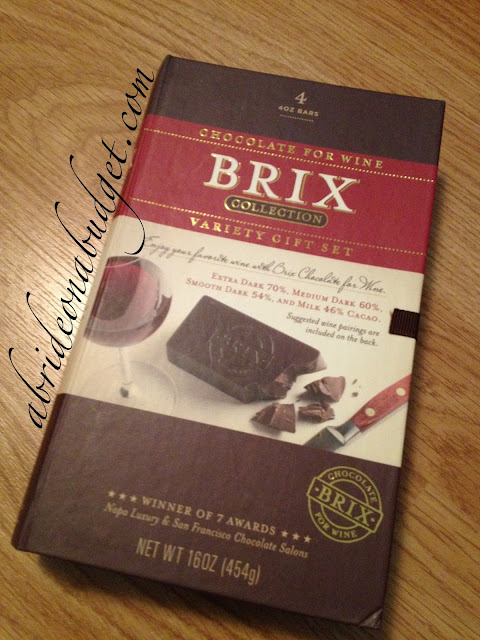 abrideonabudget.com
4
4OZ BARS
CHOCOLATE FOR WINE
BRIX
COLLECTION
VARIETY GIFT SET
Enjoy your favorite wine with Brix Chocolate for Wine.
EXTRA DARK 70%, MEDIUM DARK 60%,
SMOOTH DARK 54%, AND MILK 46% CACAO.
Suggested wine pairings are
included on the back.
CHOCOLATE
BRIX
FOR WINE
★★★ WINNER OF 7 AWARDS ★★★
Napa Luxury & San Francisco Chocolate Salons
NET WT 16OZ (454g)